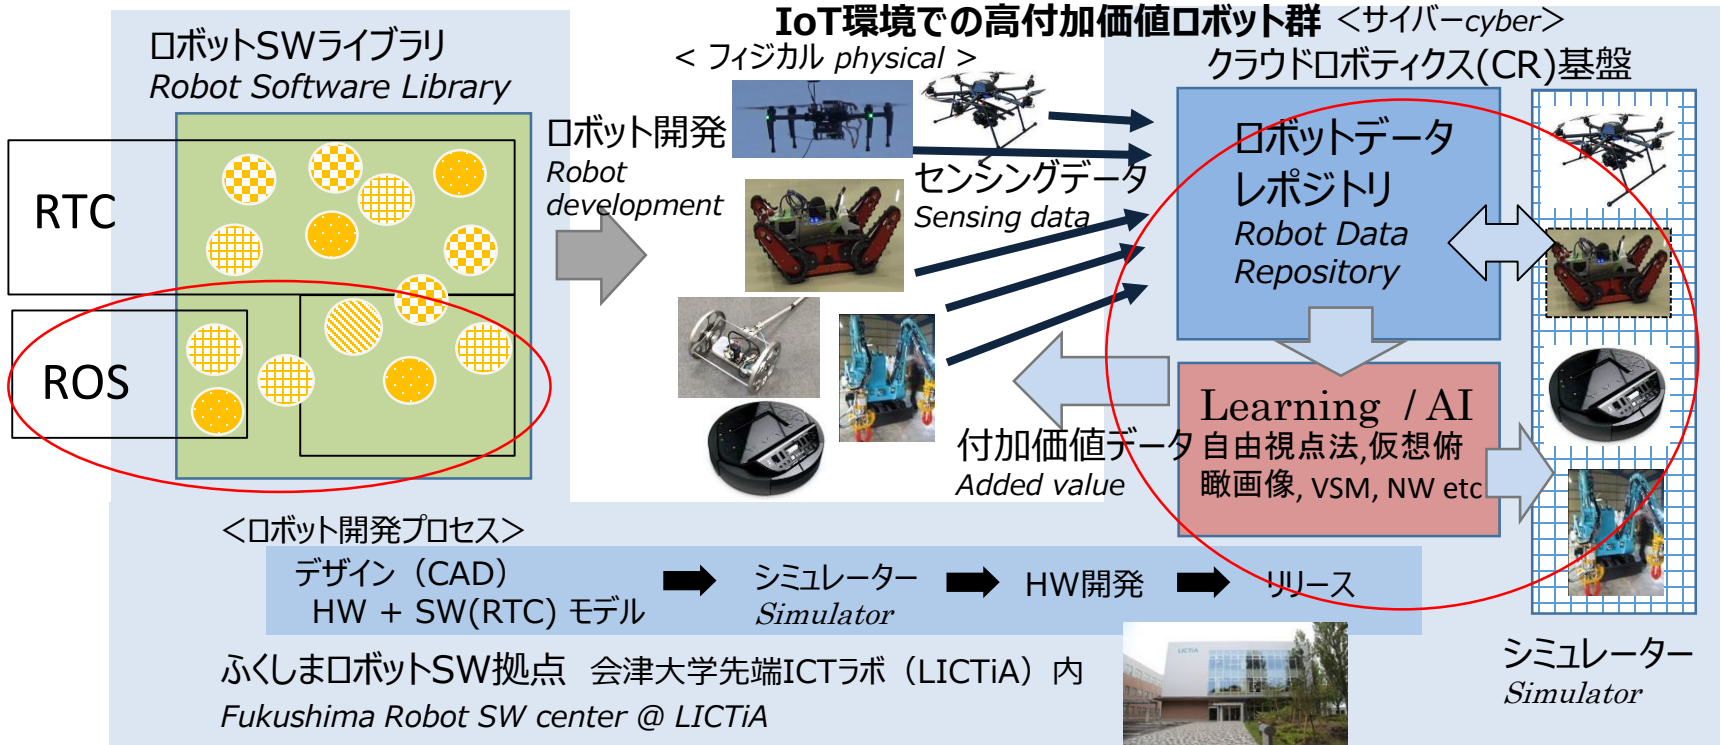 IoT環境での高付加価値ロボット群
＜サイバーcyber＞
ロボットSWライブラリ
Robot Software Library
< フィジカル physical >
クラウドロボティクス(CR)基盤
RTC
ROS
ロボット開発
Robot
development
センシングデータ
Sensing data
ロボットデータ
レポジトリ
Robot Data
Repository
付加価値データ
Added value
Learning / AI
自由視点法,仮想俯
瞰画像, VSM, NW etc
＜ロボット開発プロセス＞
デザイン（CAD）
HW + SW(RTC) モデル
シミュレーター
Simulator
HW開発
リリース
シミュレーター
Simulator
ふくしまロボットSW拠点 会津大学先端ICTラボ（LICTiA）内
Fukushima Robot SW center @ LICTiA
LICTiA